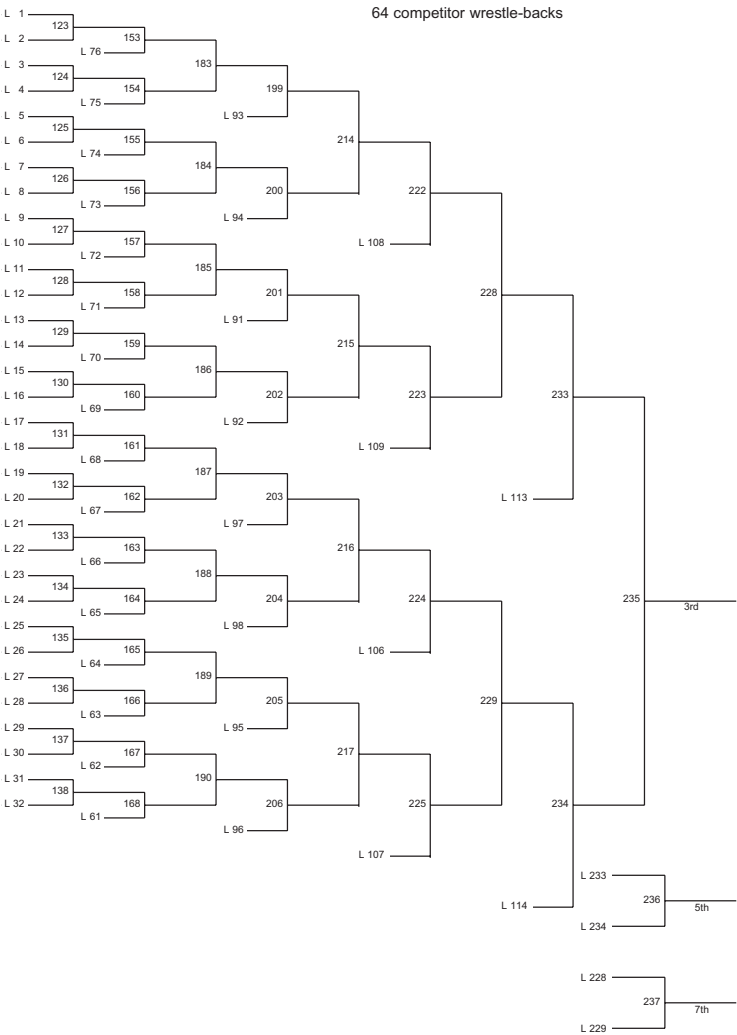 64 competitor wrestle-backs
L 1
123
L 2
153
L 76
183
L 3
124
L 4
154
L 75
199
L 93
L 5
125
L 6
155
L 74
184
214
L 7
126
L 8
156
L 73
200
L 94
222
L 108
L 9
127
L 10
157
L 72
185
L 11
128
L 12
158
L 71
201
L 91
228
L 13
129
L 14
159
L 70
186
215
L 15
130
L 16
160
L 69
202
L 92
223
L 109
233
L 113
L 17
131
L 18
161
L 68
187
L 19
132
L 20
162
L 67
203
L 97
L 21
133
L 22
163
L 66
188
216
L 23
134
L 24
164
L 65
204
L 98
224
L 106
235
3rd
L 25
135
L 26
165
L 64
189
L 27
136
L 28
166
L 63
205
L 95
229
L 29
137
L 30
167
L 62
190
217
L 31
138
L 32
168
L 61
206
L 96
225
L 107
234
L 114
L 233
236
5th
L 234
L 228
237
7th
L 229